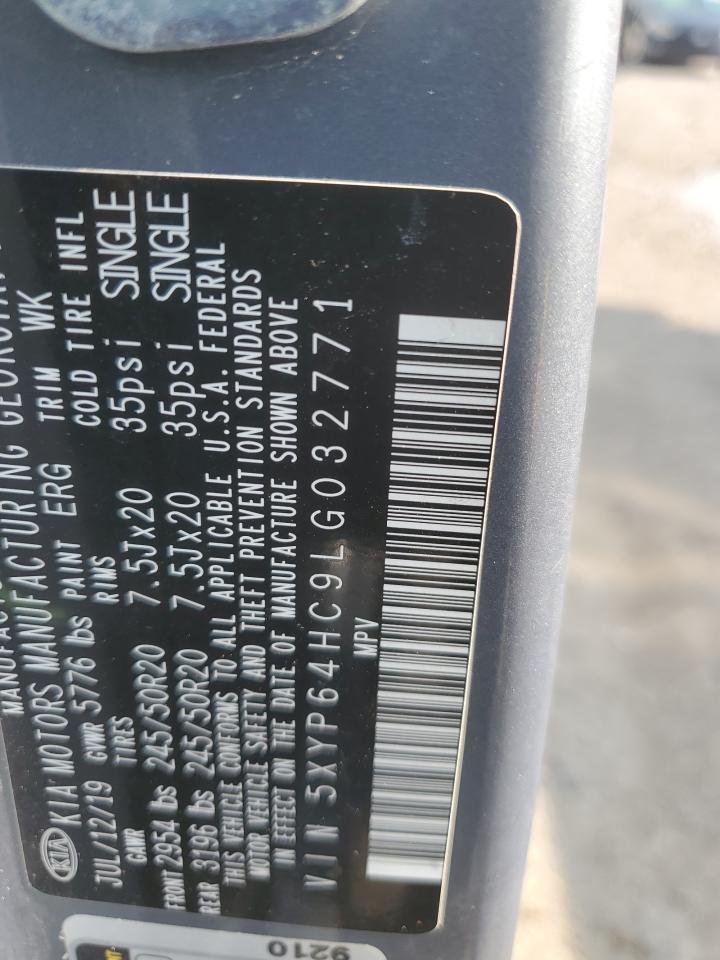 KIA MOTORS MANUFACTURING
JUL/12/19 GVWR 5776 lbs PAINT ERG TRIM WK
GAWR TIRES RIMS COLD TIRE INFL
FRONT 2954 lbs 245/50R20 7.5Jx20 35psi SINGLE
REAR 3196 lbs 245/50R20 7.5Jx20 35psi SINGLE
THIS VEHICLE CONFORMS TO ALL APPLICABLE U.S.A. FEDERAL
MOTOR VEHICLE SAFETY AND THEFT PREVENTION STANDARDS
IN EFFECT ON THE DATE OF MANUFACTURE SHOWN ABOVE
VIN 5XYP64HC9LG032771
MPV
9210